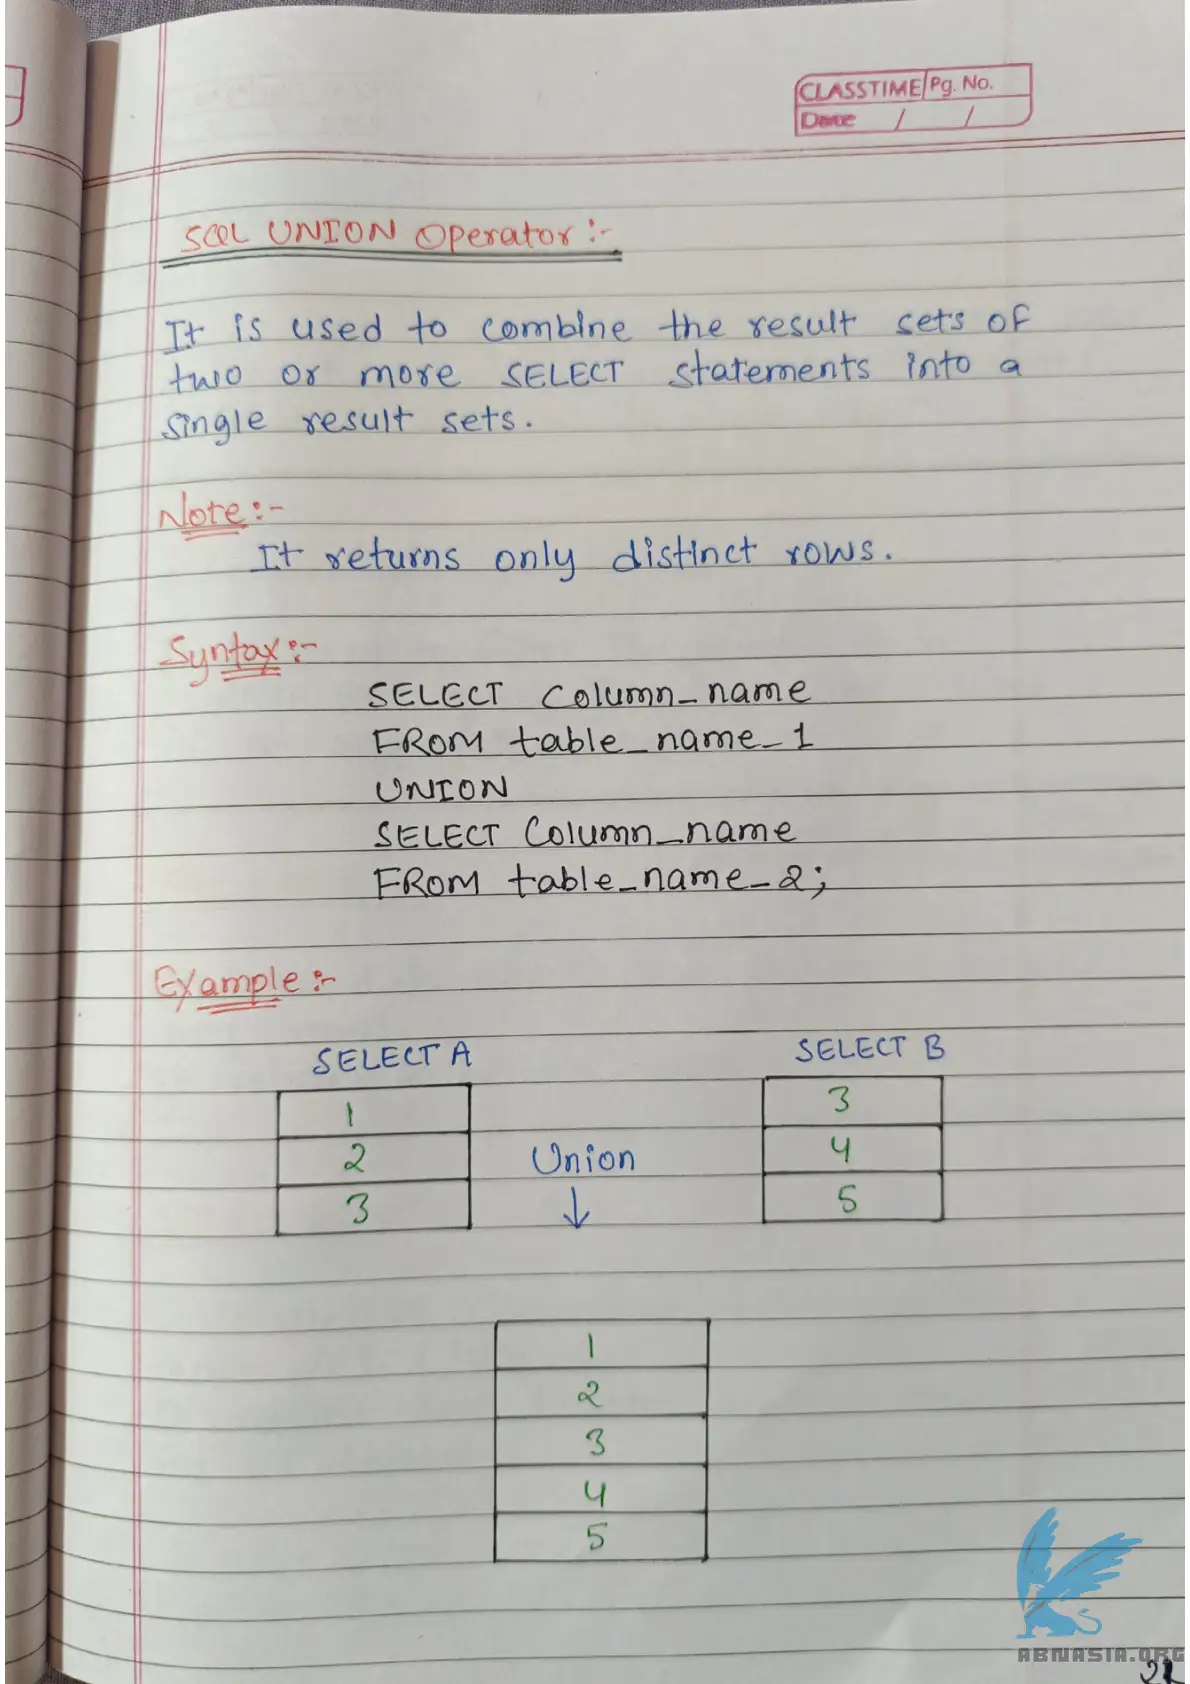 CLASSTIME Pg. No.
Date / /
SQL UNION Operator :-
It is used to combine the result sets of
two or more SELECT statements into a
single result sets.
Note :-
It returns only distinct rows.
Syntax :-
SELECT Column_name
FROM table_name_1
UNION
SELECT Column_name
FROM table_name_2;
Example :-
SELECT A SELECT B
1 3
2 Union 4
3 ↓ 5
1
2
3
4
5
ABNASIA.ORG